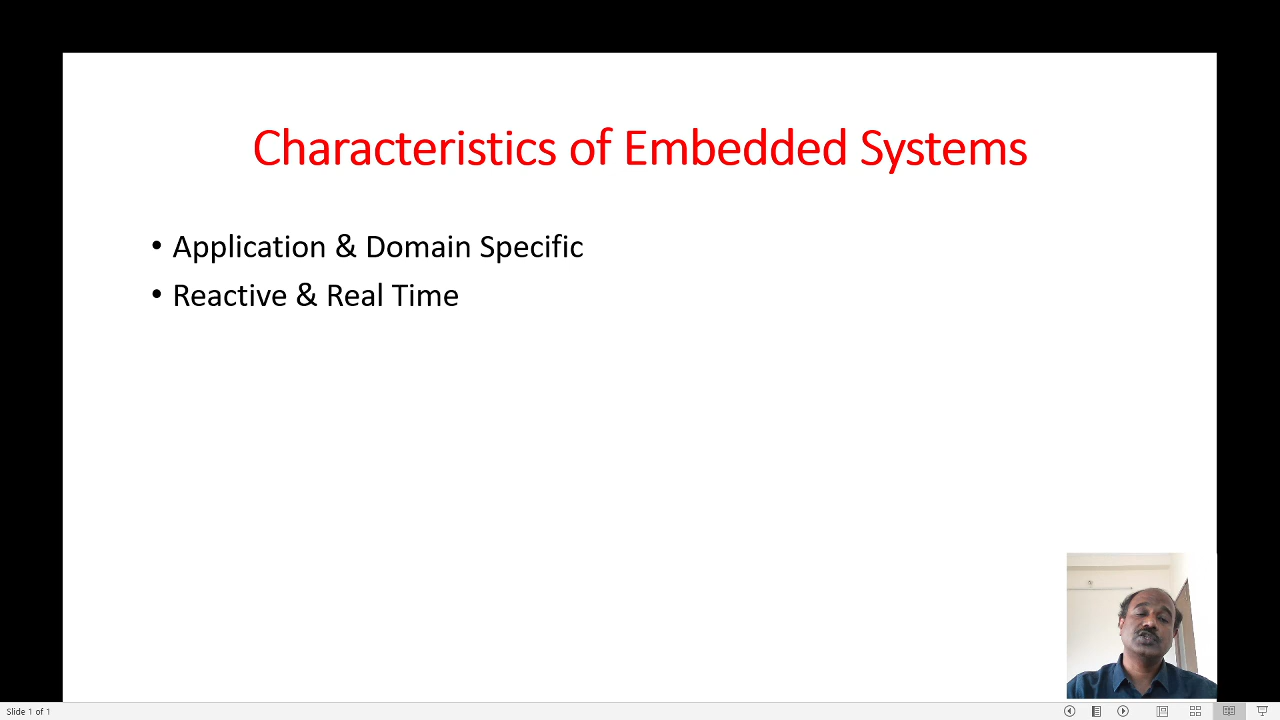 Characteristics of Embedded Systems
• Application & Domain Specific
• Reactive & Real Time
Slide 1 of 1